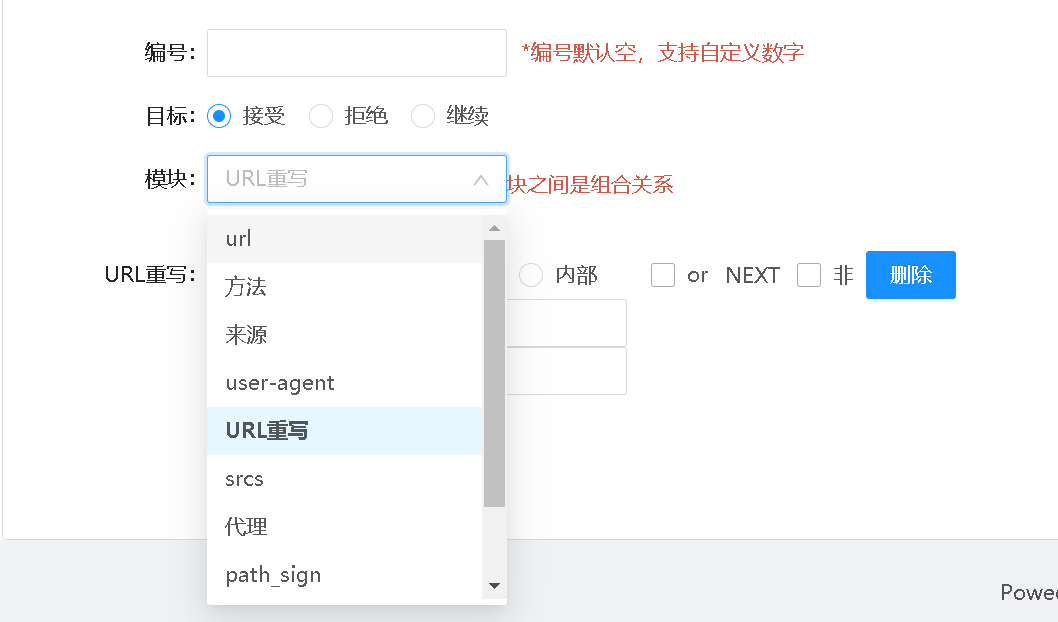 编号：
*编号默认空，支持自定义数字
目标： 接受 拒绝 继续
模块： URL重写
块之间是组合关系
URL重写： 内部 or NEXT 非 删除
url
方法
来源
user-agent
URL重写
srcs
代理
path_sign